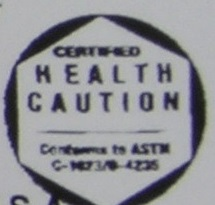 CERTIFIED
HEALTH
CAUTION
Conforms to ASTM